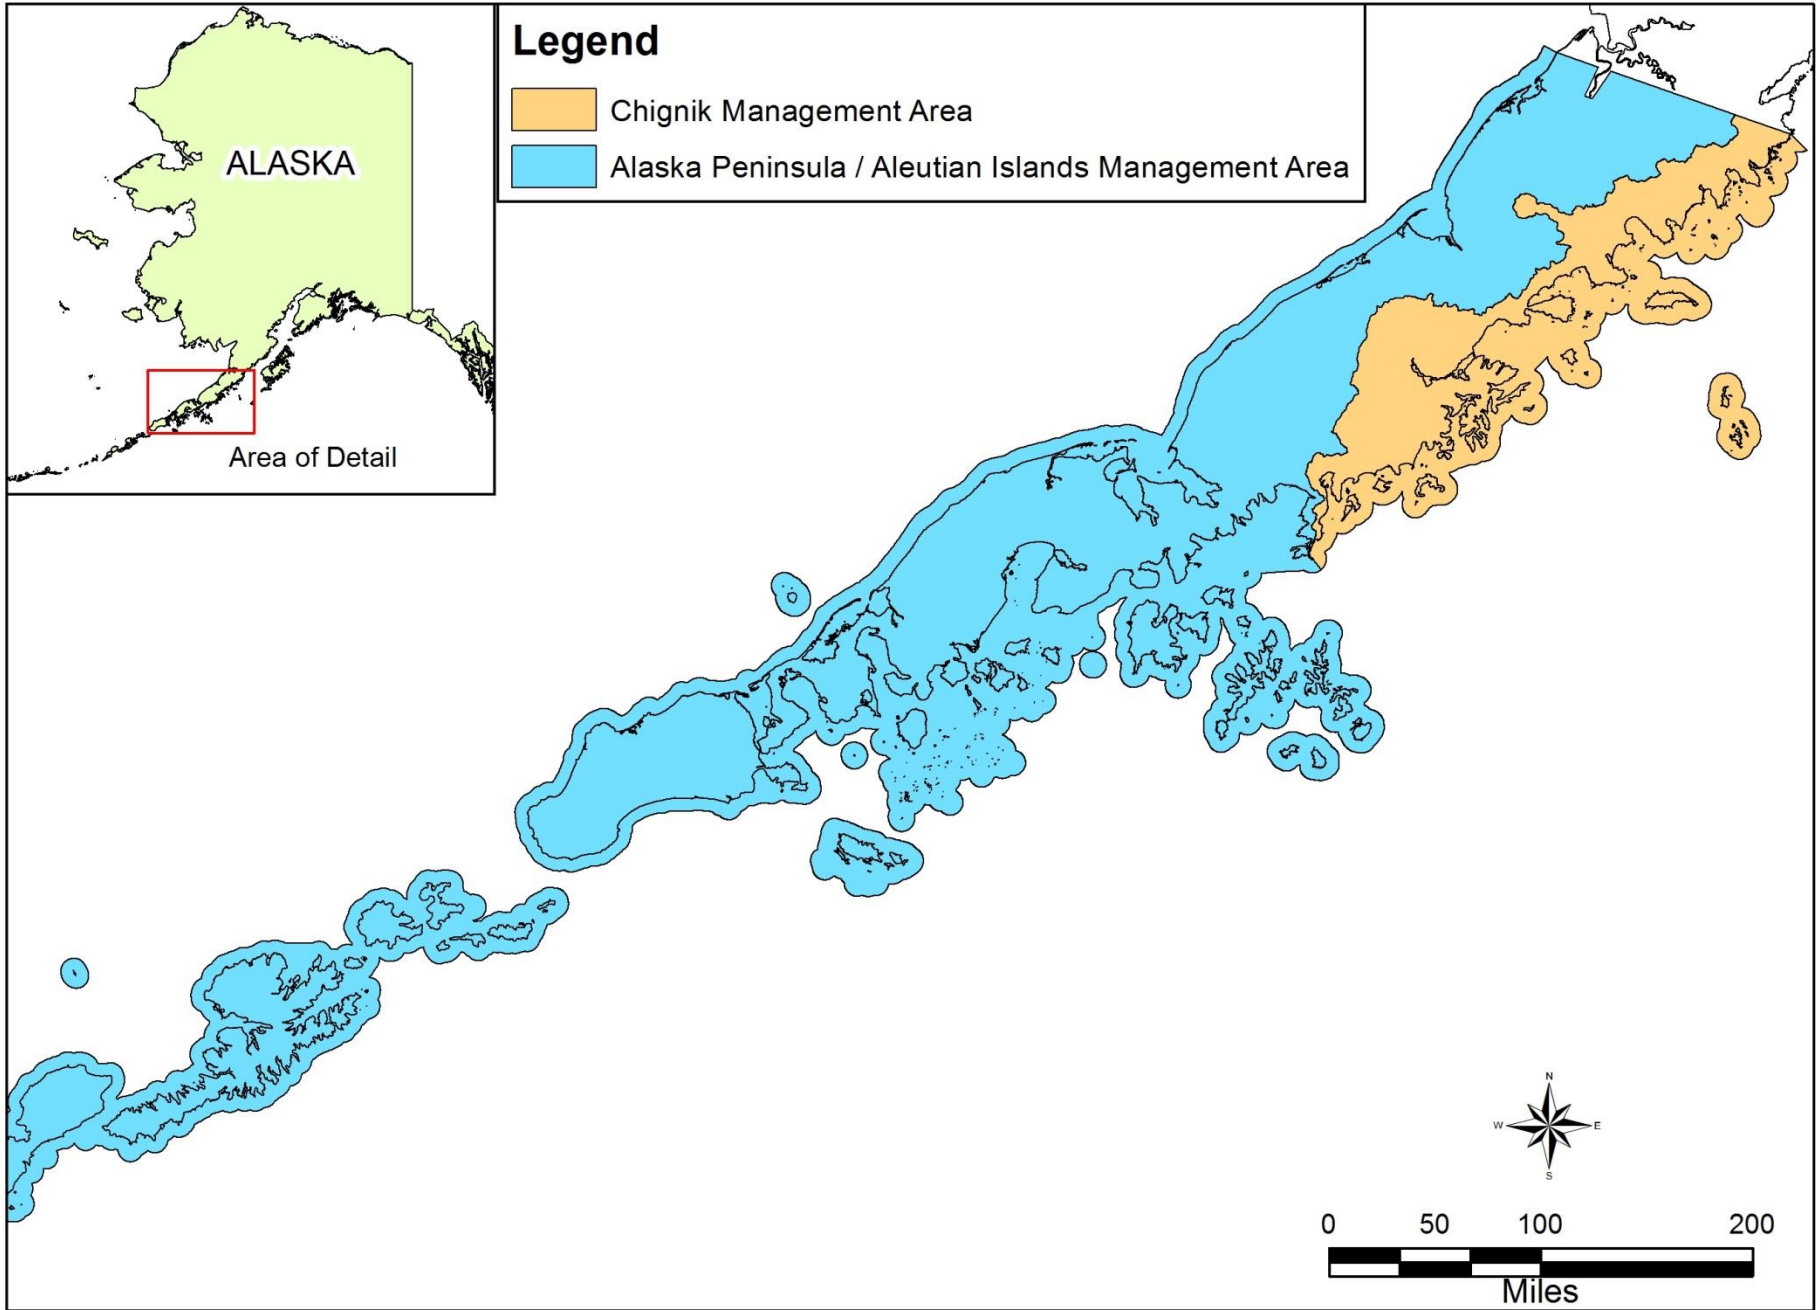 ALASKA
Area of Detail
Legend
Chignik Management Area
Alaska Peninsula / Aleutian Islands Management Area
N
W E
S
0 50 100 200
Miles